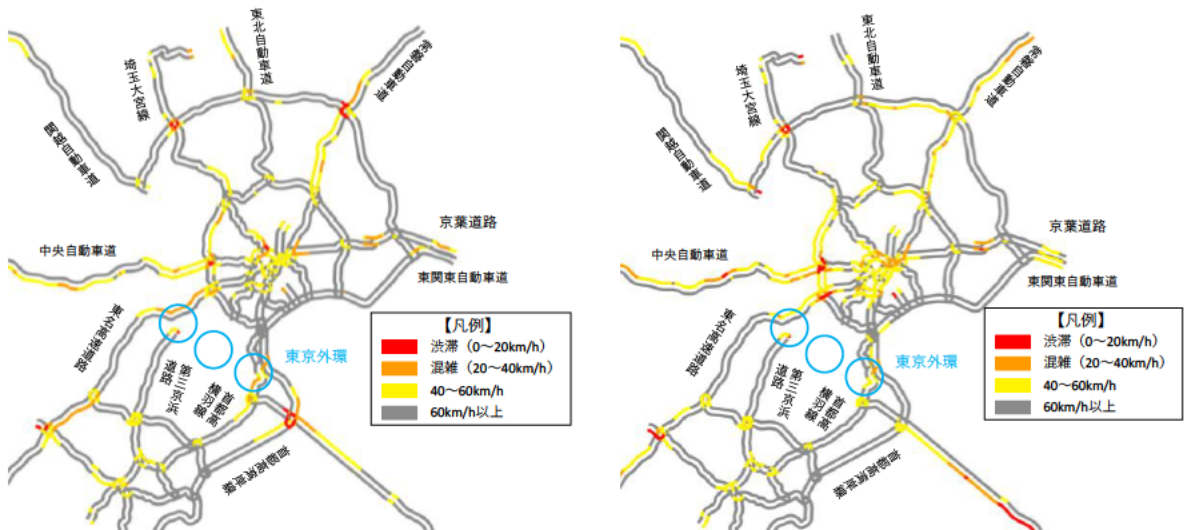 東北自動車道
常磐自動車道
埼玉大宮線
関越自動車道
京葉道路
中央自動車道
東関東自動車道
東名高速道路
【凡例】
渋滞（0～20km/h）
混雑（20～40km/h）
40～60km/h
60km/h以上
東京外環
第三京浜
道路
首都高
横羽線
首都高湾岸線
東北自動車道
常磐自動車道
埼玉大宮線
関越自動車道
京葉道路
中央自動車道
東関東自動車道
東名高速道路
【凡例】
渋滞（0～20km/h）
混雑（20～40km/h）
40～60km/h
60km/h以上
東京外環
第三京浜
道路
首都高
横羽線
首都高湾岸線